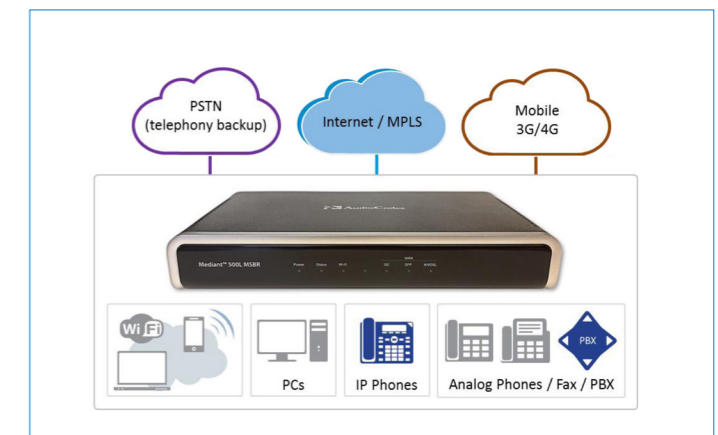 PSTN
(telephony backup)
Internet / MPLS
Mobile
3G/4G
AudioCodes
Mediant™ 500L MSBR
Power Status Wi-Fi
WAN
GE SFP A/VDSL
Wi Fi
PCs
IP Phones
PBX
Analog Phones / Fax / PBX